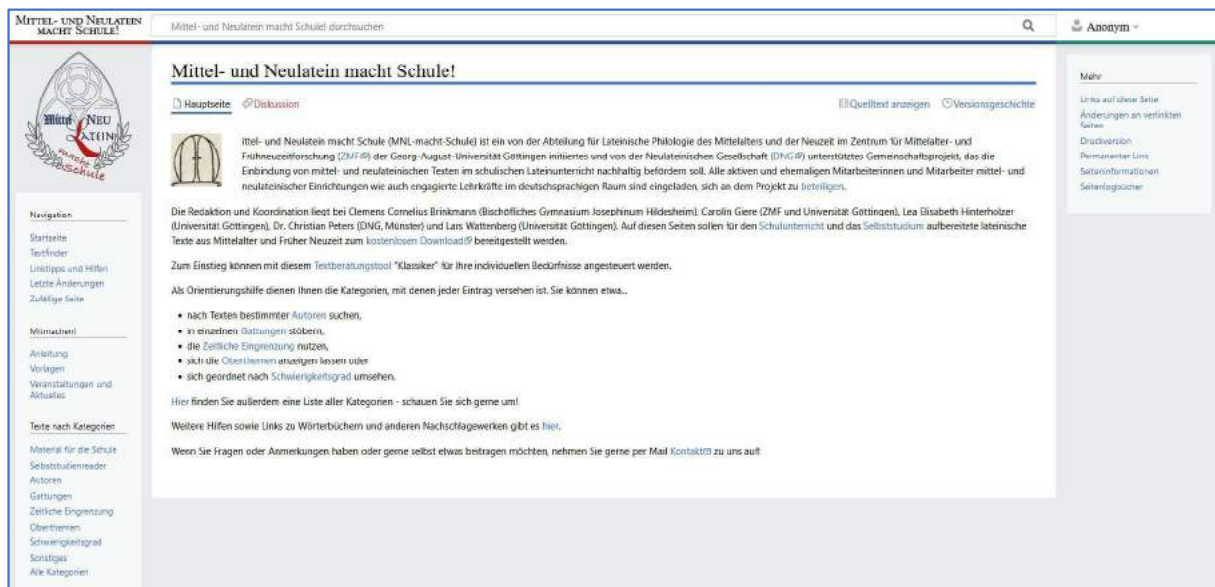 MITTEL- UND NEULATEIN
MACHT SCHULE!
Mittel- und Neulatein macht Schule! durchsuchen
Anonym
Mittel NEU
LATEIN
macht
Schule
Navigation
Startseite
Textfinder
Linktipps und Hilfen
Letzte Änderungen
Zufällige Seite
Mitmachen!
Anleitung
Vorlagen
Veranstaltungen und
Aktuelles
Texte nach Kategorien
Material für die Schule
Selbststudienreader
Autoren
Gattungen
Zeitliche Eingrenzung
Oberthemen
Schwierigkeitsgrad
Sonstiges
Alle Kategorien
Mittel- und Neulatein macht Schule!
Hauptseite Diskussion Quelltext anzeigen Versionsgeschichte
ittel- und Neulatein macht Schule (MNL-macht-Schule) ist ein von der Abteilung für Lateinische Philologie des Mittelalters und der Neuzeit im Zentrum für Mittelalter- und
Frühneuzeitforschung (ZMF) der Georg-August-Universität Göttingen initiiertes und von der Neulateinischen Gesellschaft (DNG) unterstütztes Gemeinschaftsprojekt, das die
Einbindung von mittel- und neulateinischen Texten im schulischen Lateinunterricht nachhaltig befördern soll. Alle aktiven und ehemaligen Mitarbeiterinnen und Mitarbeiter mittel- und
neulateinischer Einrichtungen wie auch engagierte Lehrkräfte im deutschsprachigen Raum sind eingeladen, sich an dem Projekt zu beteiligen.
Die Redaktion und Koordination liegt bei Clemens Cornelius Brinkmann (Bischöfliches Gymnasium Josephinum Hildesheim), Carolin Giere (ZMF und Universität Göttingen), Lea Elisabeth Hinterholzer
(Universität Göttingen), Dr. Christian Peters (DNG, Münster) und Lars Wattenberg (Universität Göttingen). Auf diesen Seiten sollen für den Schulunterricht und das Selbststudium aufbereitete lateinische
Texte aus Mittelalter und Früher Neuzeit zum kostenlosen Download bereitgestellt werden.
Zum Einstieg können mit diesem Textberatungstool "Klassiker" für Ihre individuellen Bedürfnisse angesteuert werden.
Als Orientierungshilfe dienen Ihnen die Kategorien, mit denen jeder Eintrag versehen ist. Sie können etwa...
• nach Texten bestimmter Autoren suchen,
• in einzelnen Gattungen stöbern,
• die Zeitliche Eingrenzung nutzen,
• sich die Oberthemen anzeigen lassen oder
• sich geordnet nach Schwierigkeitsgrad umsehen.
Hier finden Sie außerdem eine Liste aller Kategorien - schauen Sie sich gerne um!
Weitere Hilfen sowie Links zu Wörterbüchern und anderen Nachschlagewerken gibt es hier.
Wenn Sie Fragen oder Anmerkungen haben oder gerne selbst etwas beitragen möchten, nehmen Sie gerne per Mail Kontakt zu uns auf!
Mehr
Links auf diese Seite
Änderungen an verlinkten
Seiten
Druckversion
Permanenter Link
Seiteninformationen
Seitenlogbücher